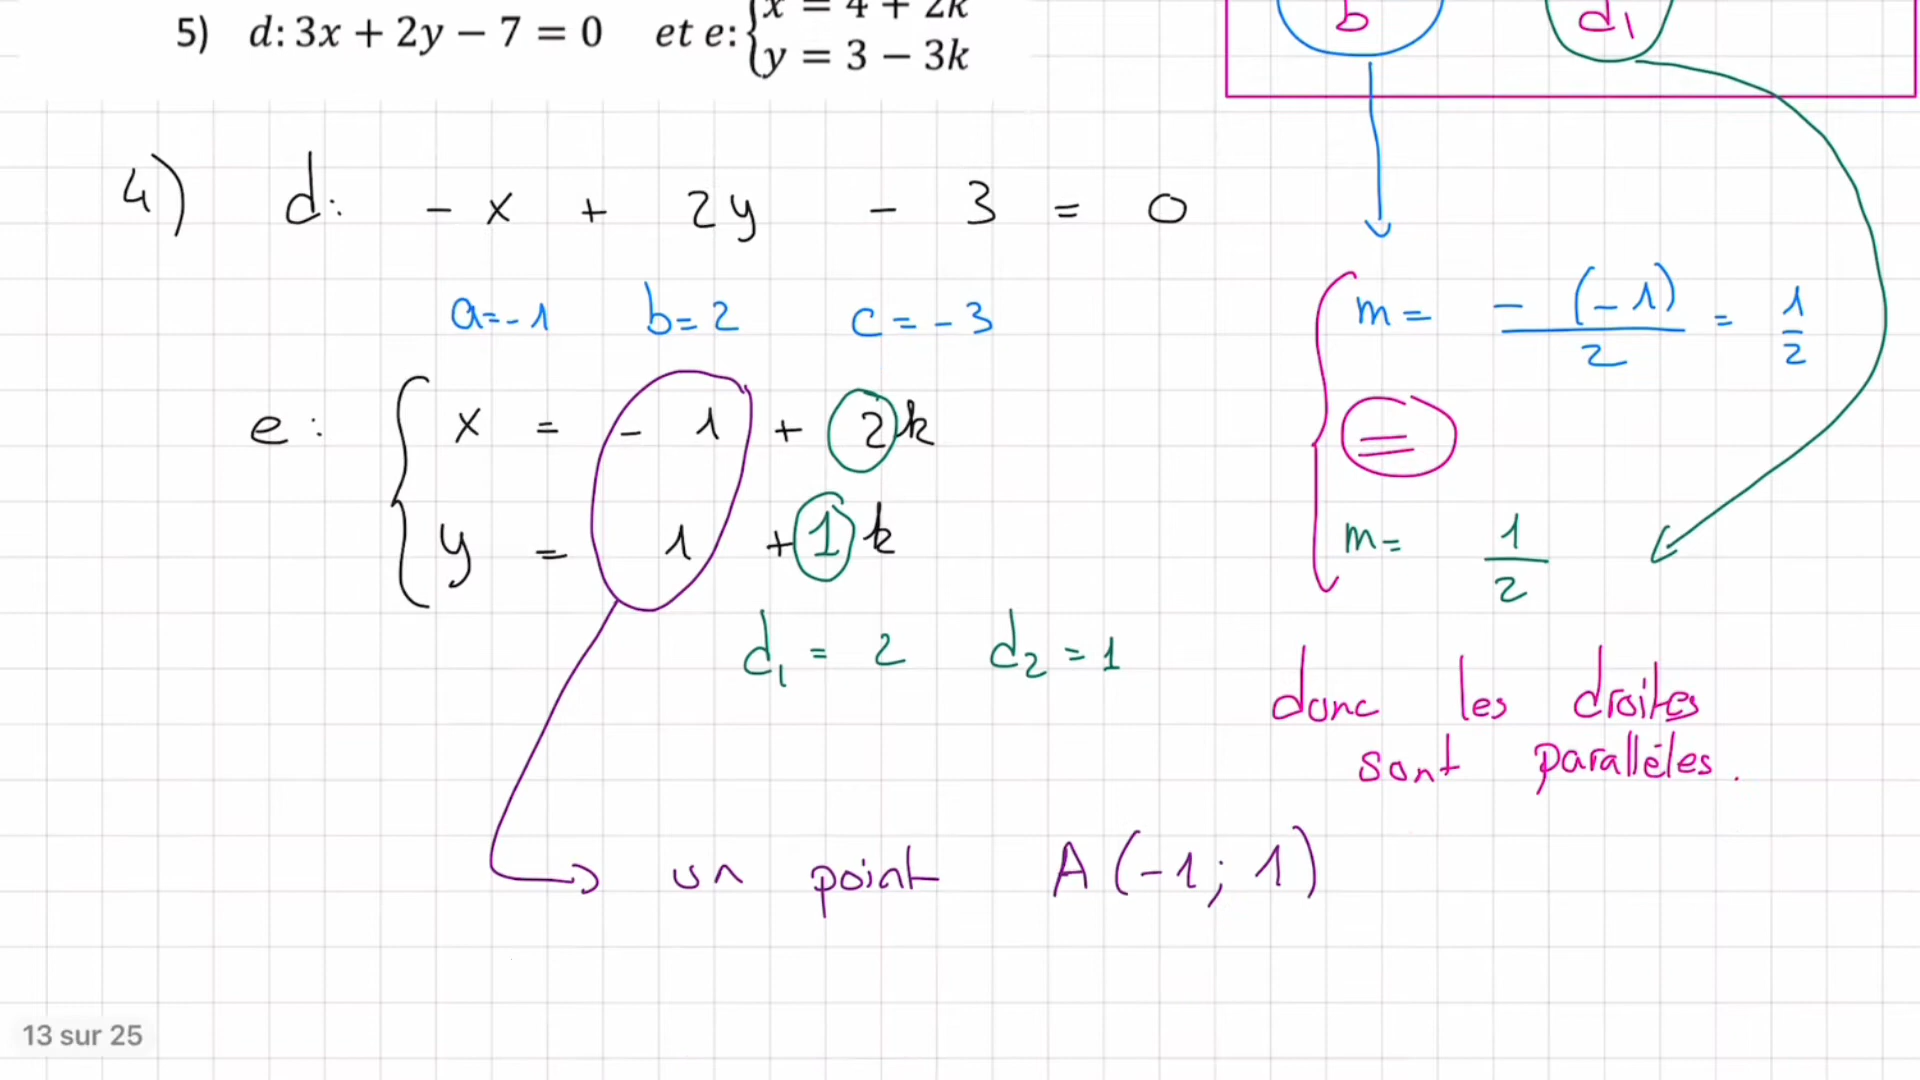 5) d: 3x + 2y − 7 = 0 et e: {x = 4 + 2k
y = 3 − 3k
b d1
4) d: - x + 2y - 3 = 0
a=-1 b=2 c=-3
m = -(-1)/2 = 1/2
e: { x = -1 + 2k
=
y = 1 + 1k
m = 1/2
d1 = 2 d2 = 1
donc les droites
sont parallèles.
un point A(-1; 1)
13 sur 25